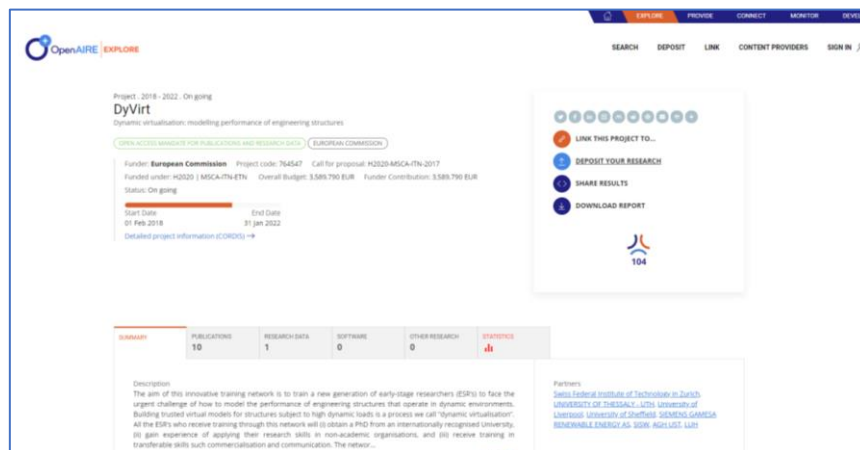 EXPLORE PROVIDE CONNECT MONITOR DEVE
OpenAIRE EXPLORE
SEARCH DEPOSIT LINK CONTENT PROVIDERS SIGN IN
Project . 2018 - 2022 . On going
DyVirt
Dynamic virtualisation: modelling performance of engineering structures
OPEN ACCESS MANDATE FOR PUBLICATIONS AND RESEARCH DATA EUROPEAN COMMISSION
Funder: European Commission Project code: 764547 Call for proposal: H2020-MSCA-ITN-2017
Funded under: H2020 | MSCA-ITN-ETN Overall Budget: 3,589,790 EUR Funder Contribution: 3,589,790 EUR
Status: On going
Start Date End Date
01 Feb 2018 31 Jan 2022
Detailed project information (CORDIS)
LINK THIS PROJECT TO...
DEPOSIT YOUR RESEARCH
SHARE RESULTS
DOWNLOAD REPORT
104
SUMMARY PUBLICATIONS RESEARCH DATA SOFTWARE OTHER RESEARCH STATISTICS
10 1 0 0
Description
The aim of this innovative training network is to train a new generation of early-stage researchers (ESR's) to face the
urgent challenge of how to model the performance of engineering structures that operate in dynamic environments.
Building trusted virtual models for structures subject to high dynamic loads is a process we call "dynamic virtualisation".
All the ESR's who receive training through this network will (i) obtain a PhD from an internationally recognised University,
(ii) gain experience of applying their research skills in non-academic organisations, and (iii) receive training in
transferable skills such commercialisation and communication. The networ...
Partners
Swiss Federal Institute of Technology in Zurich,
UNIVERSITY OF THESSALY - UTH, University of
Liverpool, University of Sheffield, SIEMENS GAMESA
RENEWABLE ENERGY AS, SISW, AGH UST, LUH